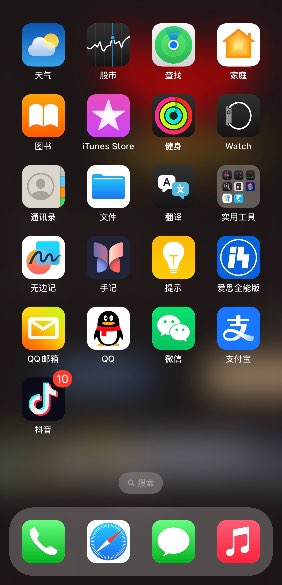 天气
股市
查找
家庭
图书
iTunes Store
健身
Watch
通讯录
文件
翻译
实用工具
无边记
手记
提示
爱思全能版
QQ邮箱
QQ
微信
支付宝
10
抖音
搜索